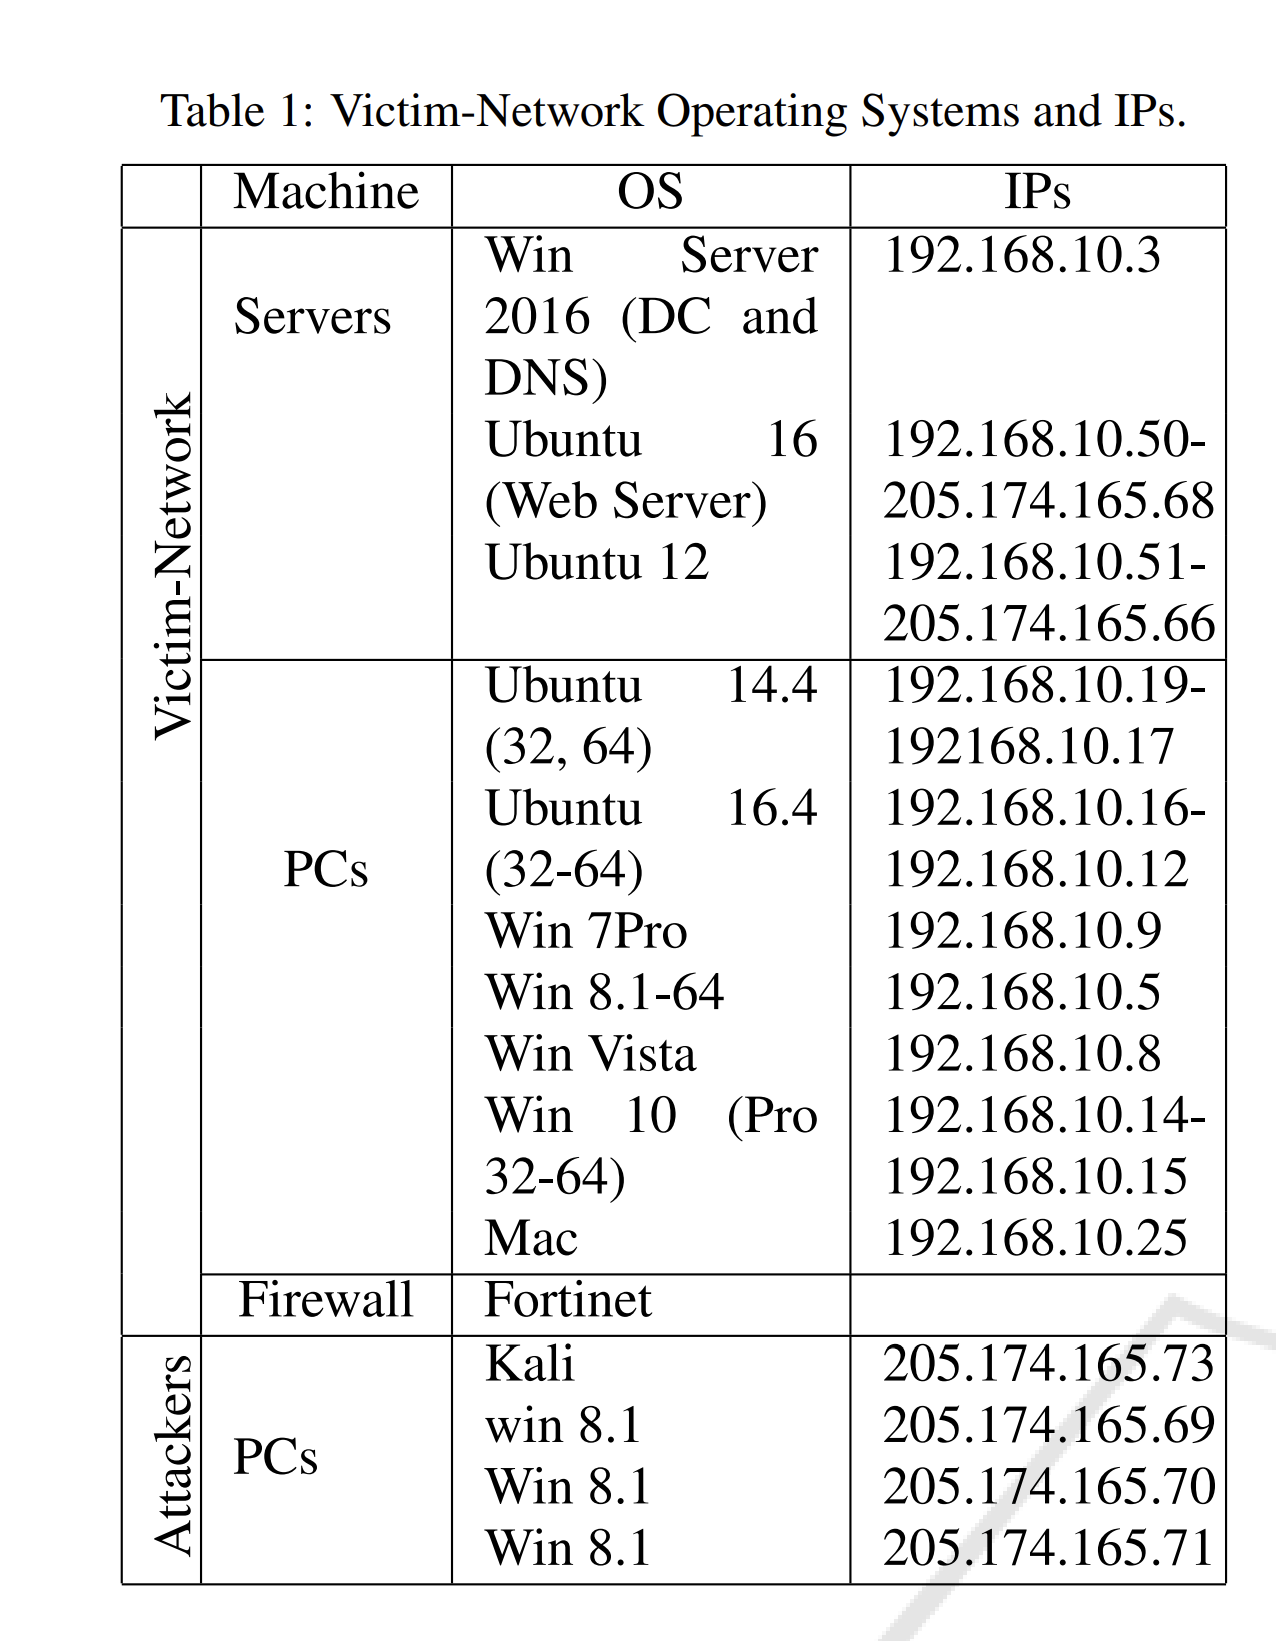 Table 1: Victim-Network Operating Systems and IPs.
Machine OS IPs
Victim-Network
Servers
Win Server 192.168.10.3
2016 (DC and
DNS)
Ubuntu 16 192.168.10.50-
(Web Server) 205.174.165.68
Ubuntu 12 192.168.10.51-
205.174.165.66
PCs
Ubuntu 14.4 192.168.10.19-
(32, 64) 192168.10.17
Ubuntu 16.4 192.168.10.16-
(32-64) 192.168.10.12
Win 7Pro 192.168.10.9
Win 8.1-64 192.168.10.5
Win Vista 192.168.10.8
Win 10 (Pro 192.168.10.14-
32-64) 192.168.10.15
Mac 192.168.10.25
Firewall Fortinet
Attackers
PCs
Kali 205.174.165.73
win 8.1 205.174.165.69
Win 8.1 205.174.165.70
Win 8.1 205.174.165.71